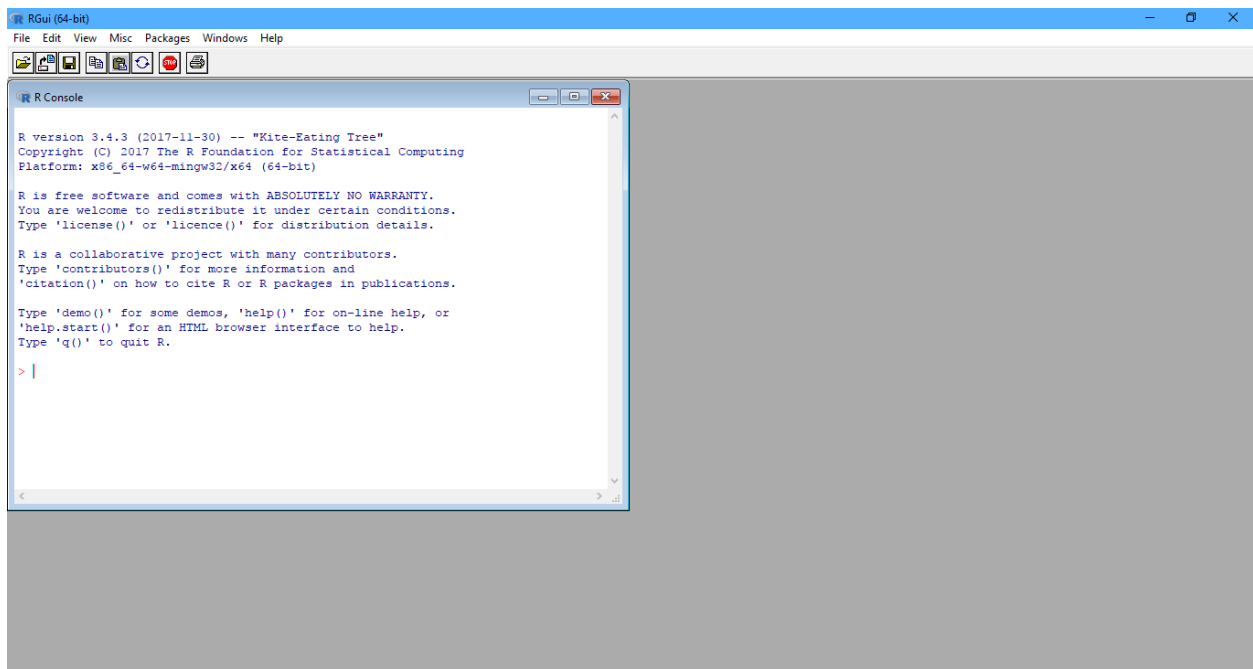 RGui (64-bit)
File Edit View Misc Packages Windows Help
STOP
R Console
R version 3.4.3 (2017-11-30) -- "Kite-Eating Tree"
Copyright (C) 2017 The R Foundation for Statistical Computing
Platform: x86_64-w64-mingw32/x64 (64-bit)
R is free software and comes with ABSOLUTELY NO WARRANTY.
You are welcome to redistribute it under certain conditions.
Type 'license()' or 'licence()' for distribution details.
R is a collaborative project with many contributors.
Type 'contributors()' for more information and
'citation()' on how to cite R or R packages in publications.
Type 'demo()' for some demos, 'help()' for on-line help, or
'help.start()' for an HTML browser interface to help.
Type 'q()' to quit R.
>